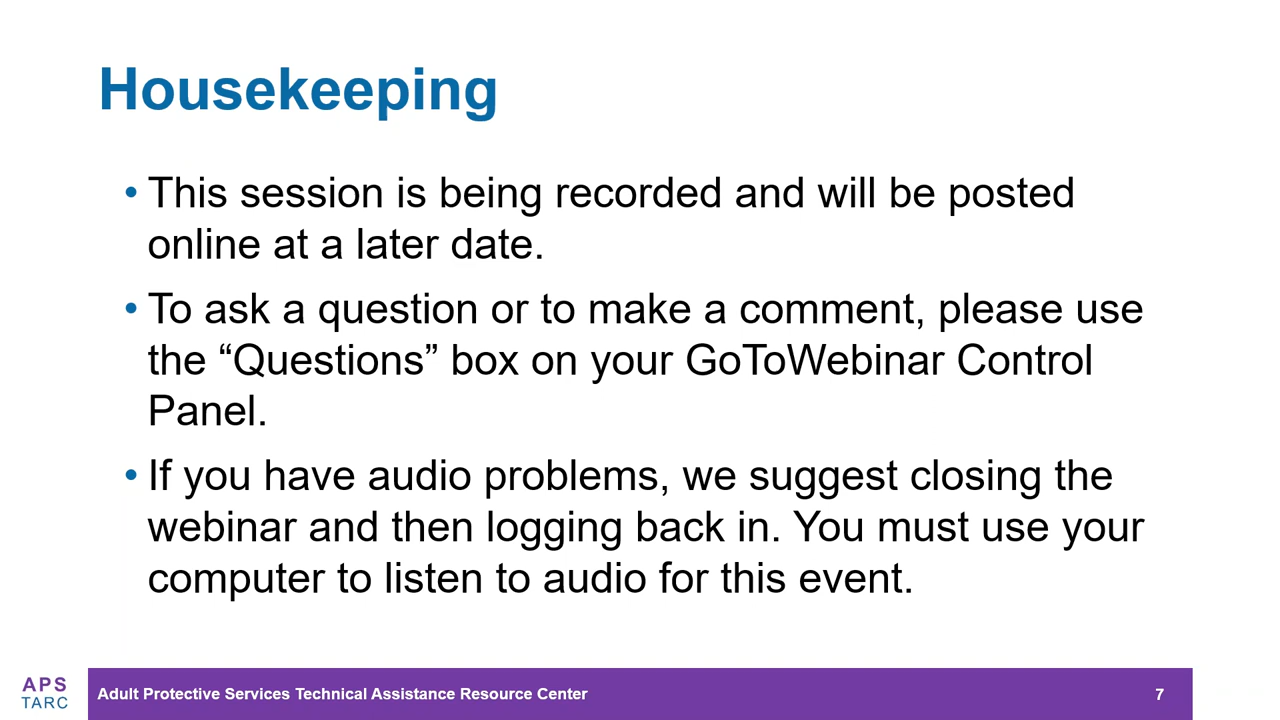 Housekeeping
• This session is being recorded and will be posted
online at a later date.
• To ask a question or to make a comment, please use
the “Questions” box on your GoToWebinar Control
Panel.
• If you have audio problems, we suggest closing the
webinar and then logging back in. You must use your
computer to listen to audio for this event.
APS
TARC
Adult Protective Services Technical Assistance Resource Center
7